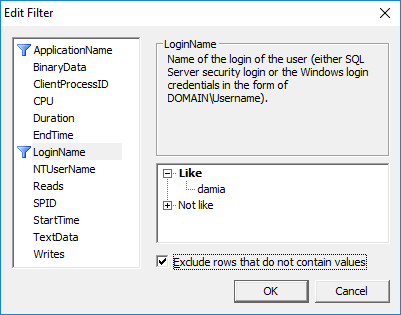 Edit Filter
ApplicationName
BinaryData
ClientProcessID
CPU
Duration
EndTime
LoginName
NTUserName
Reads
SPID
StartTime
TextData
Writes
LoginName
Name of the login of the user (either SQL
Server security login or the Windows login
credentials in the form of
DOMAIN\Username).
Like
damia
Not like
Exclude rows that do not contain values
OK
Cancel